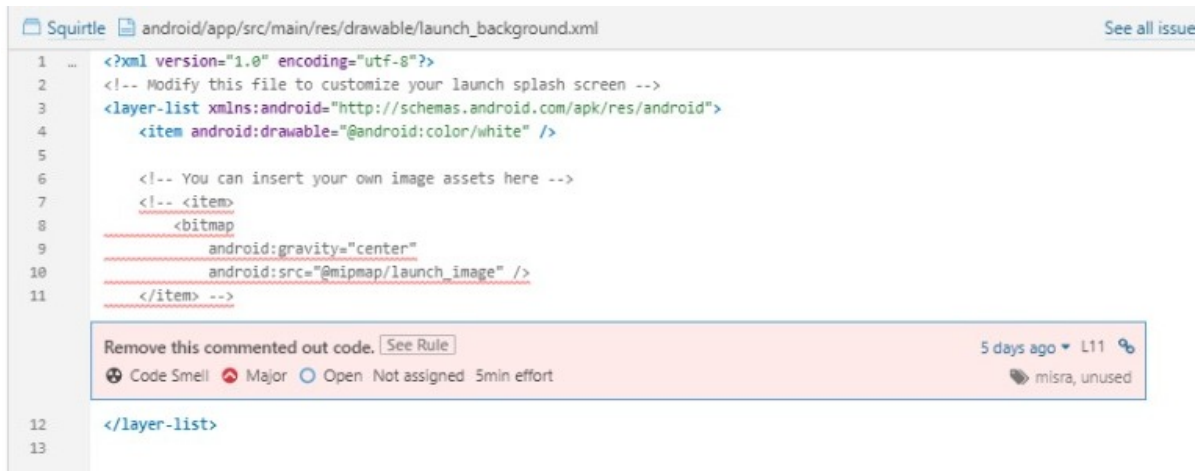 Squirtle android/app/src/main/res/drawable/launch_background.xml See all issue
1 ... <?xml version="1.0" encoding="utf-8"?>
2 <!-- Modify this file to customize your launch splash screen -->
3 <layer-list xmlns:android="http://schemas.android.com/apk/res/android">
4 <item android:drawable="@android:color/white" />
5
6 <!-- You can insert your own image assets here -->
7 <!-- <item>
8 <bitmap
9 android:gravity="center"
10 android:src="@mipmap/launch_image" />
11 </item> -->
Remove this commented out code. See Rule 5 days ago L11
Code Smell Major Open Not assigned 5min effort misra, unused
12 </layer-list>
13